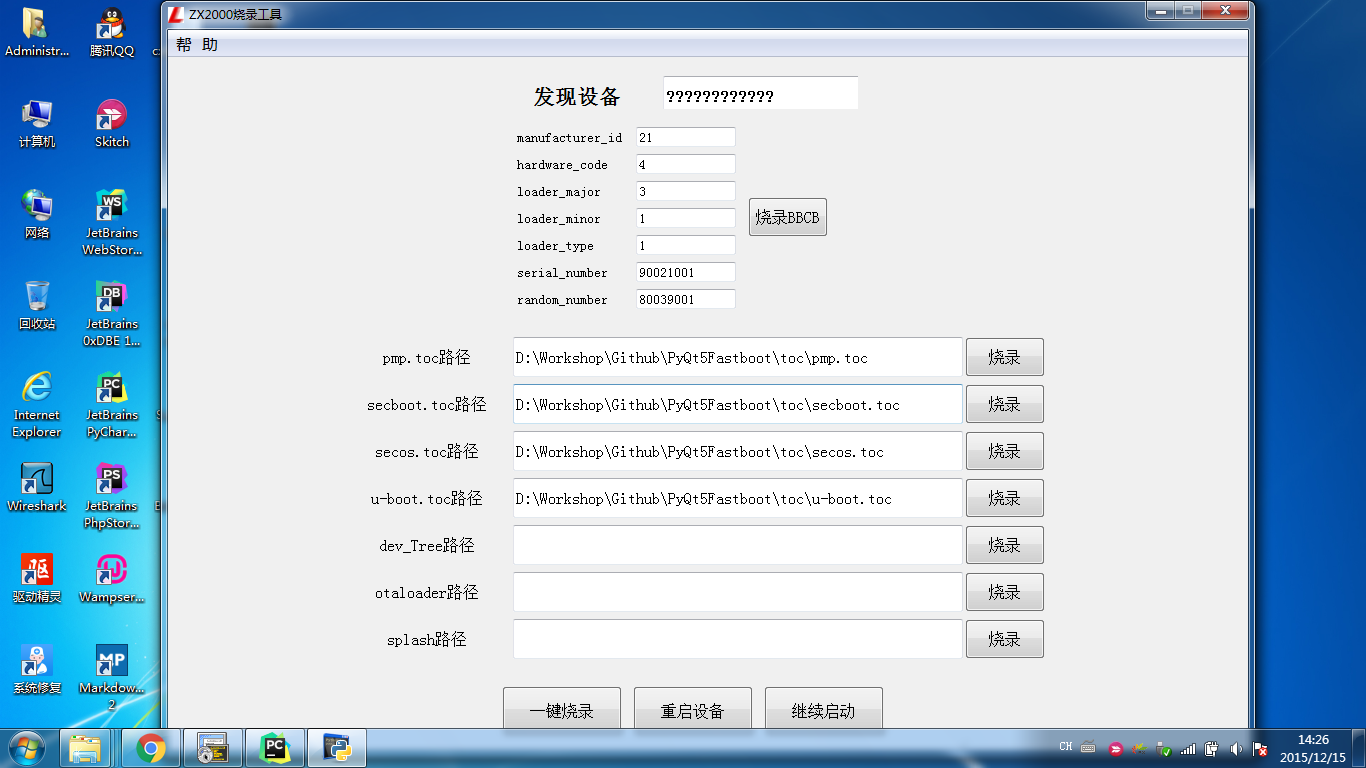 Administr...
腾讯QQ
计算机
Skitch
网络
JetBrains
WebStor...
回收站
JetBrains
0xDBE 1...
Internet
Explorer
JetBrains
PyChar...
Wireshark
JetBrains
PhpStor...
驱动精灵
Wampser...
系统修复
Markdow...
2
ZX2000烧录工具
帮 助
发现设备 ????????????
manufacturer_id 21
hardware_code 4
loader_major 3
loader_minor 1
烧录BBCB
loader_type 1
serial_number 90021001
random_number 80039001
pmp.toc路径 D:\Workshop\Github\PyQt5Fastboot\toc\pmp.toc 烧录
secboot.toc路径 D:\Workshop\Github\PyQt5Fastboot\toc\secboot.toc 烧录
secos.toc路径 D:\Workshop\Github\PyQt5Fastboot\toc\secos.toc 烧录
u-boot.toc路径 D:\Workshop\Github\PyQt5Fastboot\toc\u-boot.toc 烧录
dev_Tree路径 烧录
otaloader路径 烧录
splash路径 烧录
一键烧录 重启设备 继续启动
CH
14:26
2015/12/15